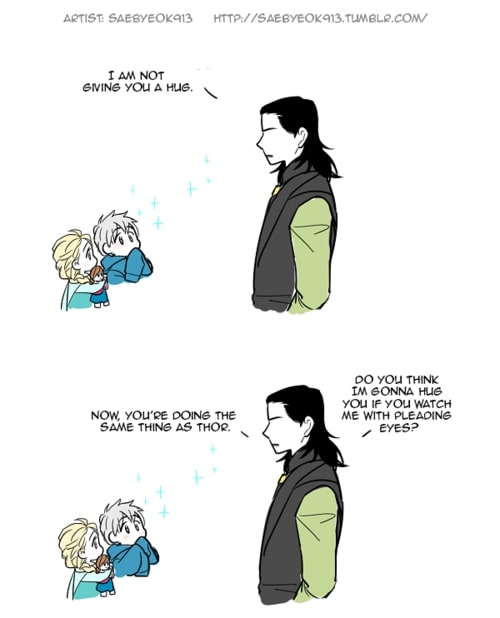 ARTIST: SAEBYEOK913 HTTP://SAEBYEOK913.TUMBLR.COM/
I AM NOT
GIVING YOU A HUG.
DO YOU THINK
IM GONNA HUG
YOU IF YOU WATCH
ME WITH PLEADING
EYES?
NOW, YOU'RE DOING THE
SAME THING AS THOR.